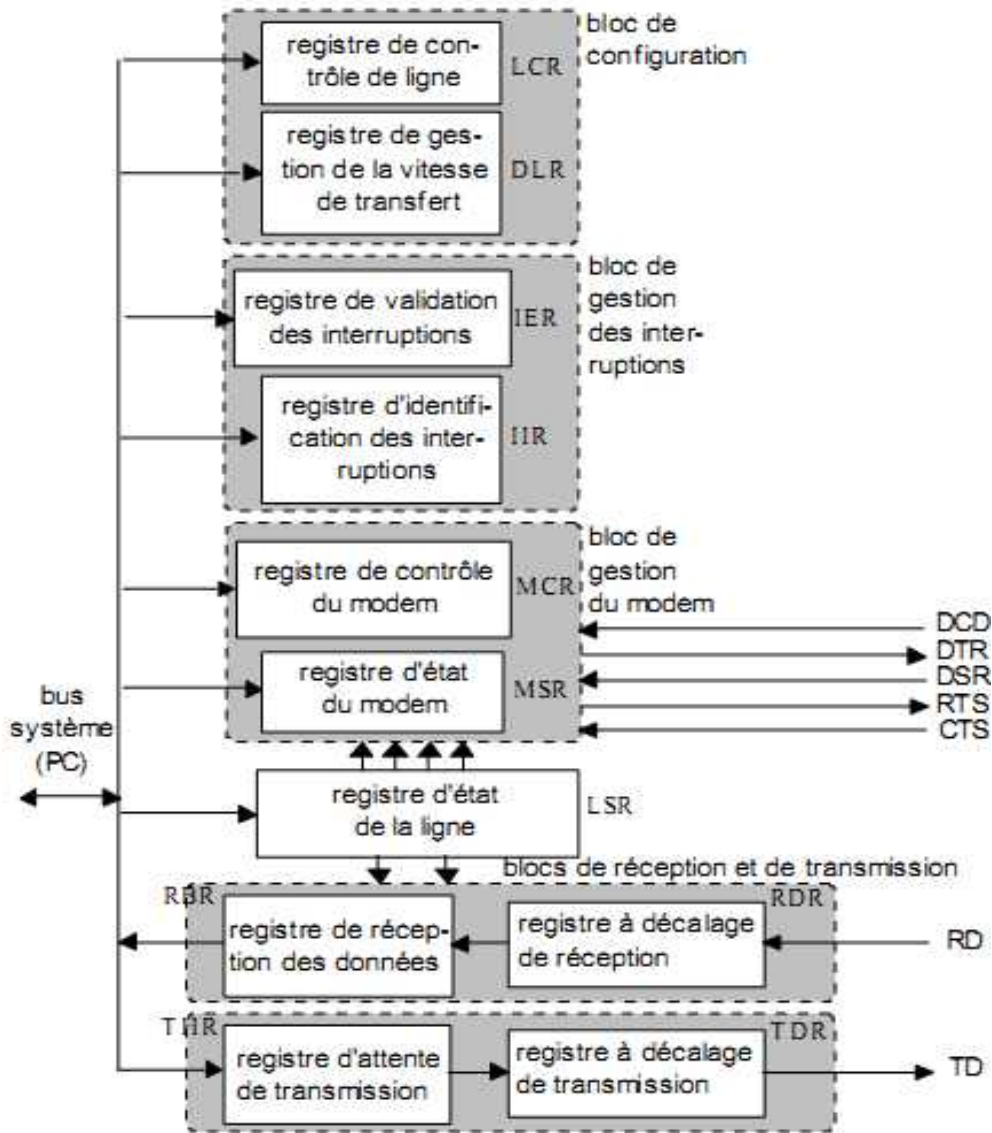 registre de con-
trôle de ligne
LCR
bloc de
configuration
registre de ges-
tion de la vitesse
de transfert
DLR
registre de validation
des interruptions
IER
bloc de
gestion
des inter-
ruptions
registre d'identifi-
cation des inter-
ruptions
IIR
registre de contrôle
du modem
MCR
bloc de
gestion
du modem
DCD
DTR
DSR
RTS
CTS
registre d'état
du modem
MSR
bus
système
(PC)
registre d'état
de la ligne
LSR
blocs de réception et de transmission
RBR
registre de récep-
tion des données
RDR
registre à décalage
de réception
RD
THR
registre d'attente
de transmission
TDR
registre à décalage
de transmission
TD